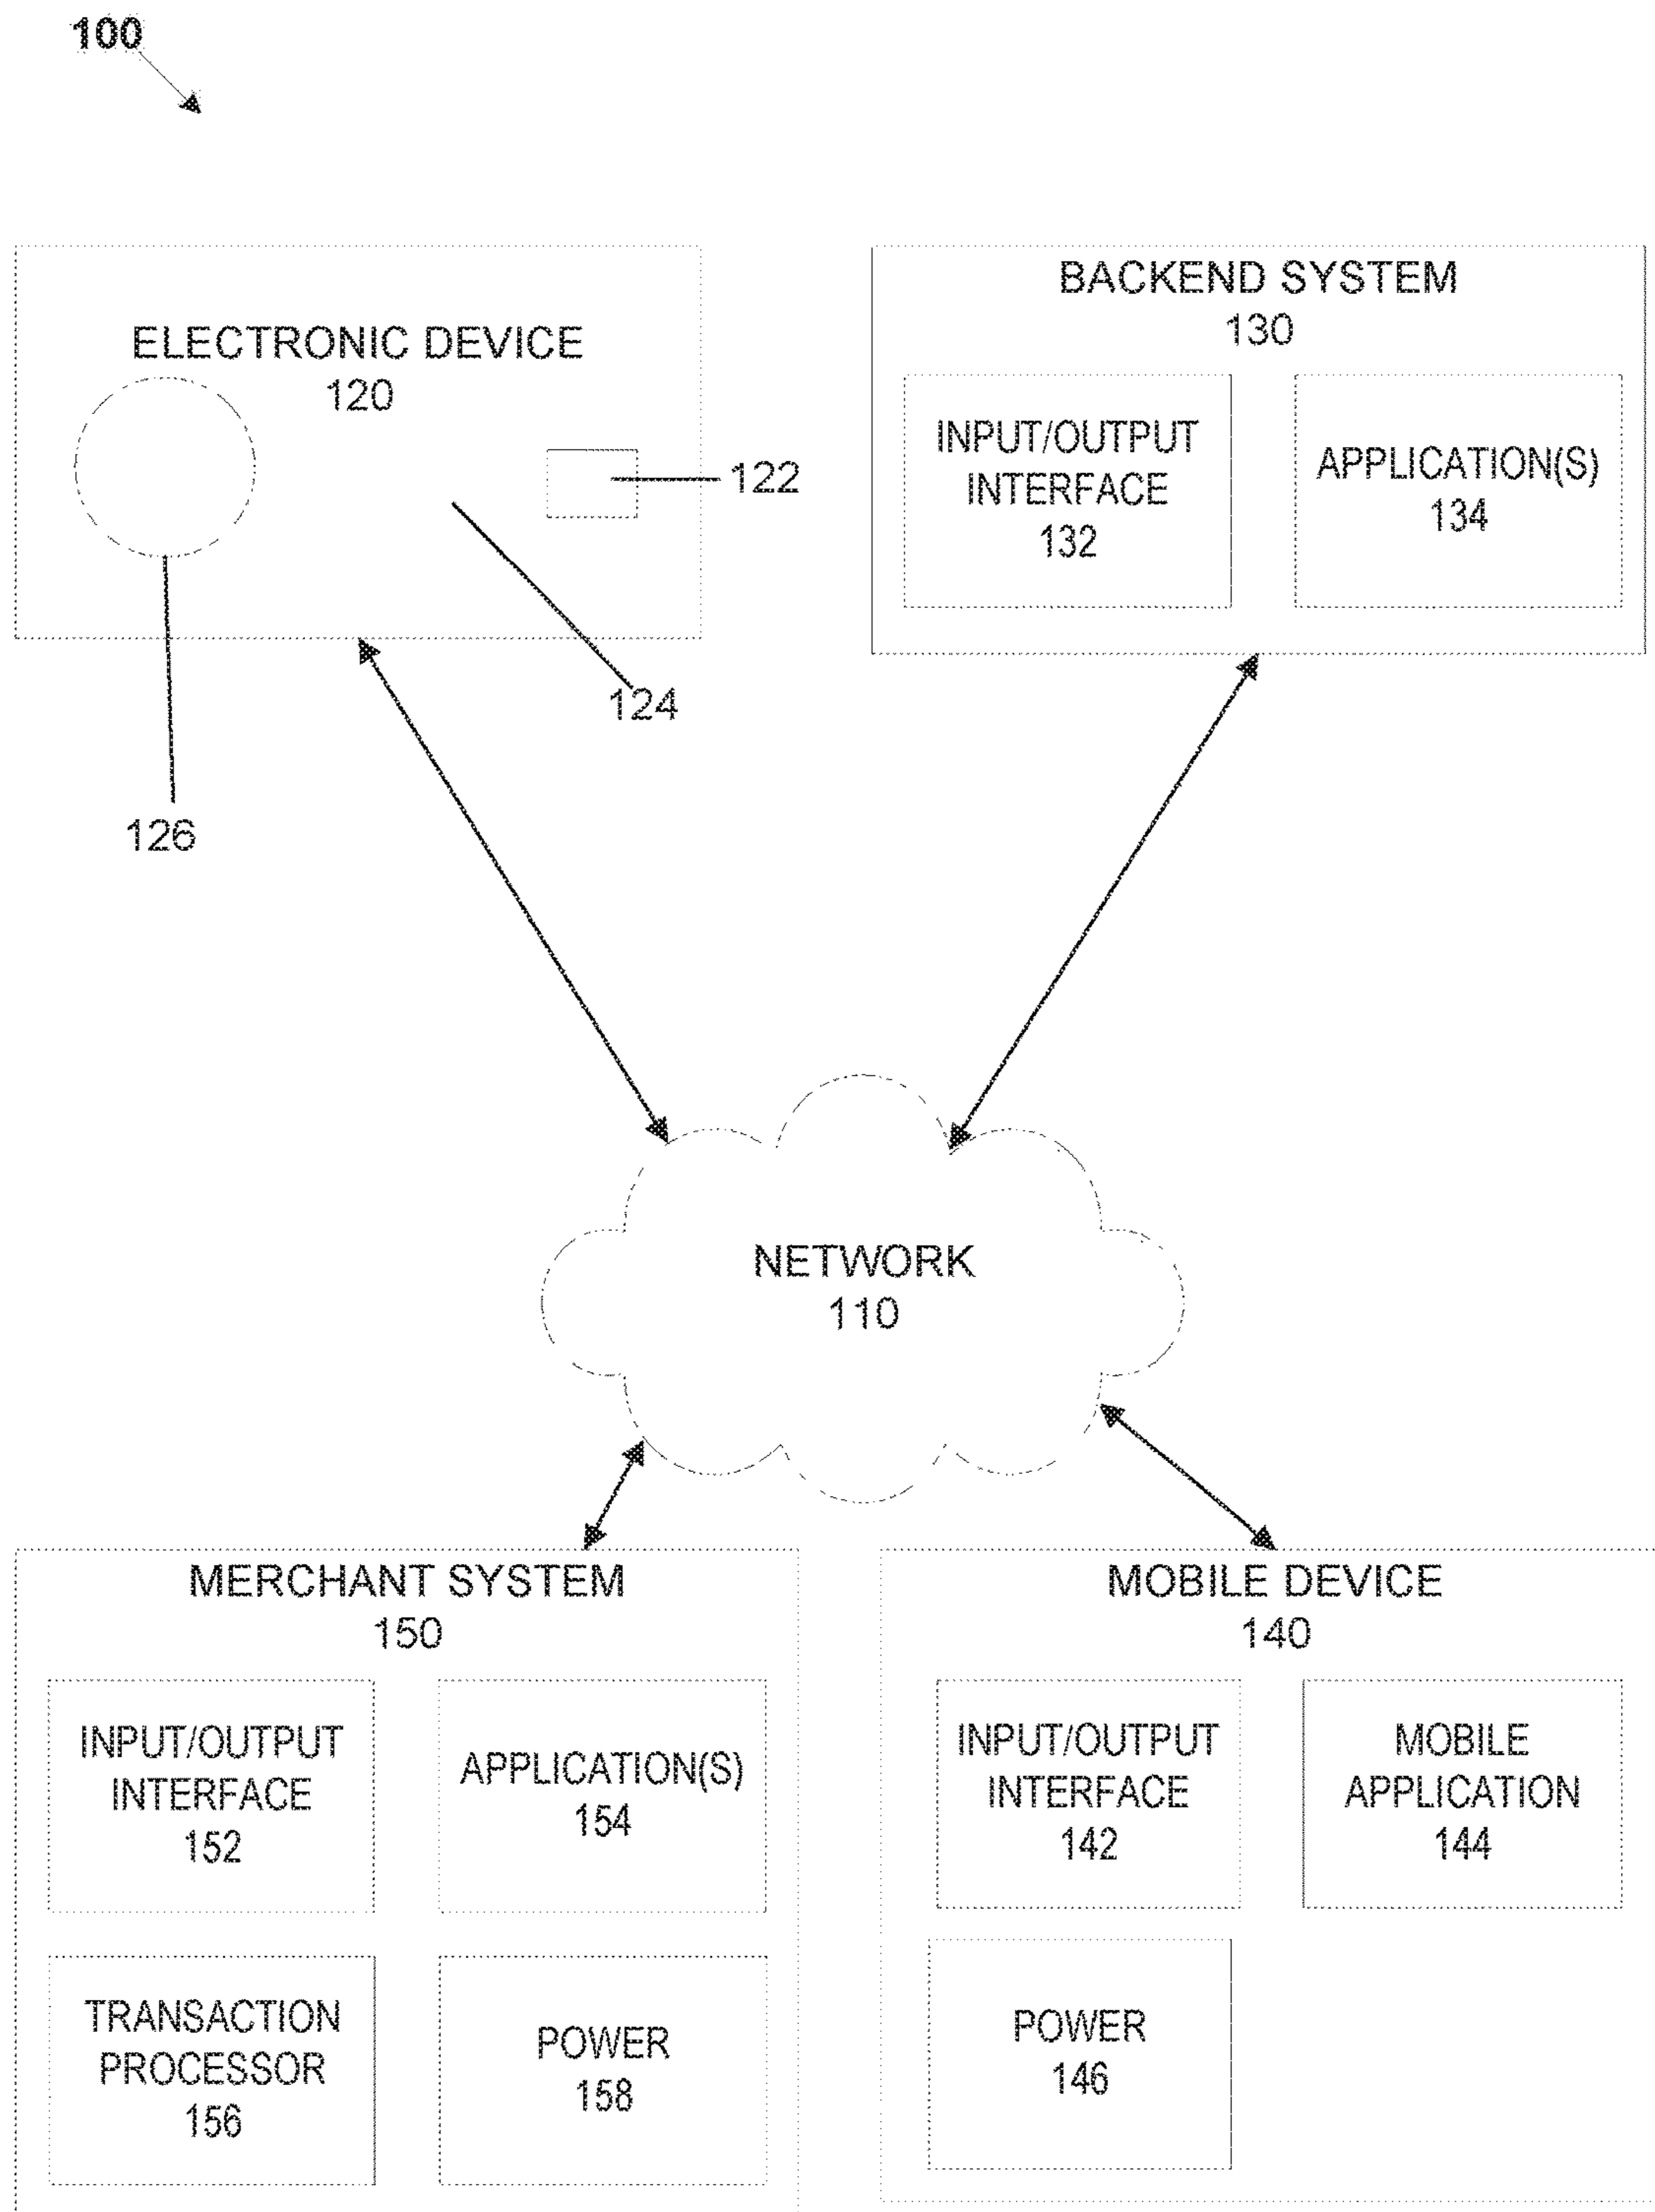 100
ELECTRONIC DEVICE
120
122
124
126
BACKEND SYSTEM
130
INPUT/OUTPUT
INTERFACE
132
APPLICATION(S)
134
NETWORK
110
MERCHANT SYSTEM
150
INPUT/OUTPUT
INTERFACE
152
APPLICATION(S)
154
TRANSACTION
PROCESSOR
156
POWER
158
MOBILE DEVICE
140
INPUT/OUTPUT
INTERFACE
142
MOBILE
APPLICATION
144
POWER
146